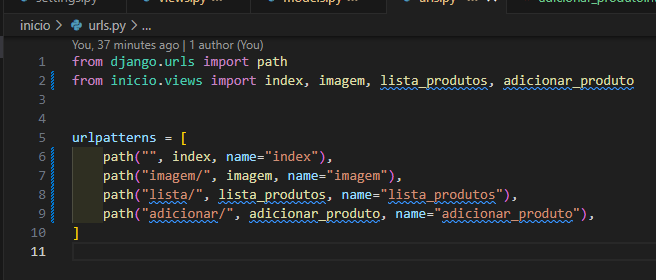 settings.py views.py models.py urls.py adicionar_produto
inicio > urls.py > ...
You, 37 minutes ago | 1 author (You)
1 from django.urls import path
2 from inicio.views import index, imagem, lista_produtos, adicionar_produto
3
4
5 urlpatterns = [
6 path("", index, name="index"),
7 path("imagem/", imagem, name="imagem"),
8 path("lista/", lista_produtos, name="lista_produtos"),
9 path("adicionar/", adicionar_produto, name="adicionar_produto"),
10 ]
11